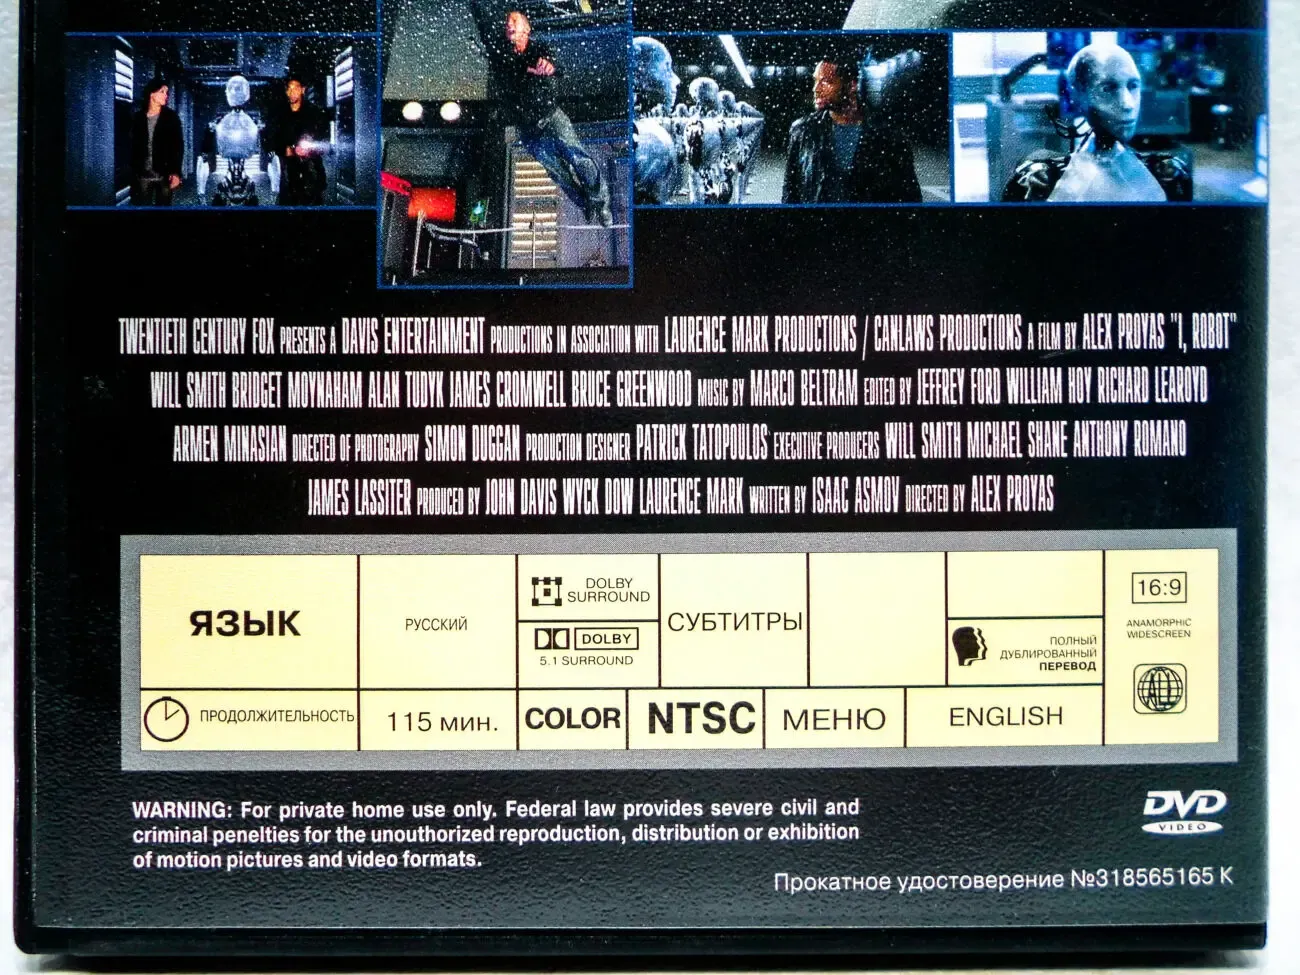 TWENTIETH CENTURY FOX PRESENTS A DAVIS ENTERTAINMENT PRODUCTIONS IN ASSOCIATION WITH LAURENCE MARK PRODUCTIONS / CANLAWS PRODUCTIONS A FILM BY ALEX PROYAS "I, ROBOT"
WILL SMITH BRIDGET MOYNAHAM ALAN TUDYK JAMES CROMWELL BRUCE GREENWOOD MUSIC BY MARCO BELTRAM EDITED BY JEFFREY FORD WILLIAM HOY RICHARD LEAROYD
ARMEN MINASIAN DIRECTED OF PHOTOGRAPHY SIMON DUGGAN PRODUCTION DESIGNER PATRICK TATOPOULOS EXECUTIVE PRODUCERS WILL SMITH MICHAEL SHANE ANTHONY ROMANO
JAMES LASSITER PRODUCED BY JOHN DAVIS WYCK DOW LAURENCE MARK WRITTEN BY ISAAC ASMOV DIRECTED BY ALEX PROYAS
ЯЗЫК
РУССКИЙ
DOLBY
SURROUND
DOLBY
5.1 SURROUND
СУБТИТРЫ
ПОЛНЫЙ
ДУБЛИРОВАННЫЙ
ПЕРЕВОД
16:9
ANAMORPHIC
WIDESCREEN
ALL
ПРОДОЛЖИТЕЛЬНОСТЬ
115 МИН.
COLOR
NTSC
МЕНЮ
ENGLISH
WARNING: For private home use only. Federal law provides severe civil and
criminal penelties for the unouthorized reproduction, distribution or exhibition
of motion pictures and video formats.
DVD
VIDEO
Прокатное удостоверение №318565165 К